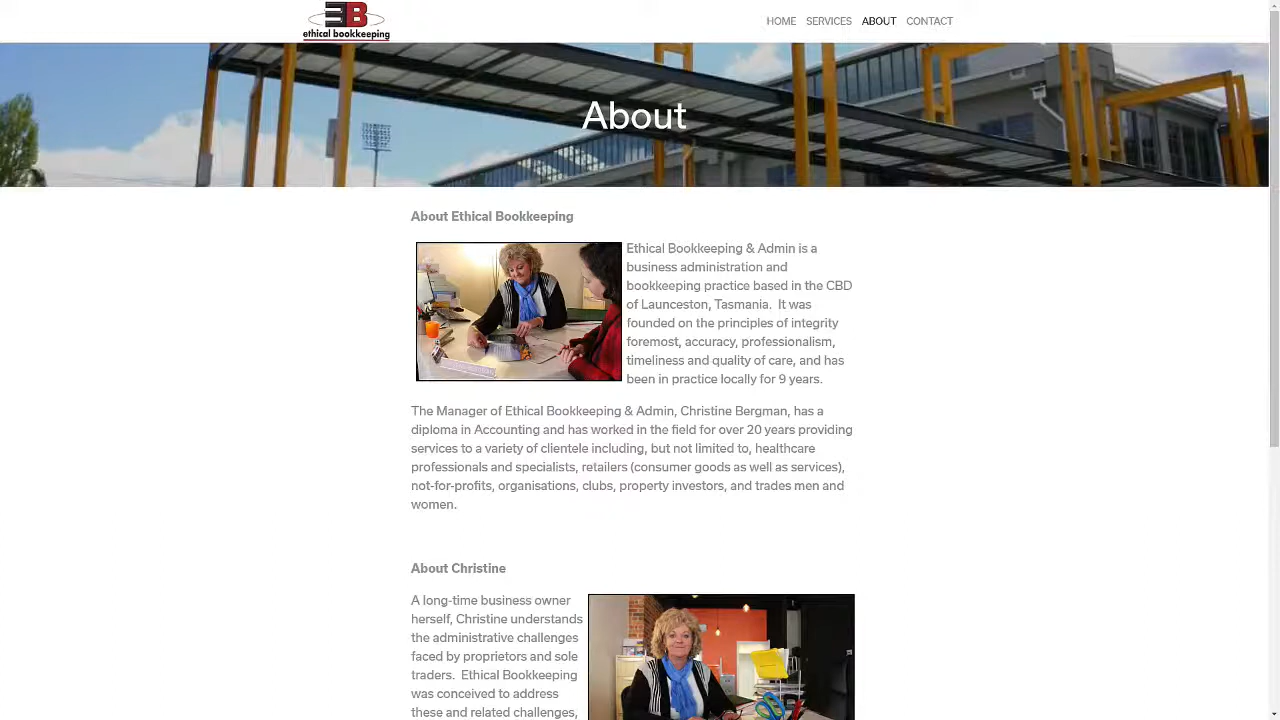 EB
ethical bookkeeping
HOME SERVICES ABOUT CONTACT
About
About Ethical Bookkeeping
Ethical Bookkeeping & Admin is a
business administration and
bookkeeping practice based in the CBD
of Launceston, Tasmania. It was
founded on the principles of integrity
foremost, accuracy, professionalism,
timeliness and quality of care, and has
been in practice locally for 9 years.
The Manager of Ethical Bookkeeping & Admin, Christine Bergman, has a
diploma in Accounting and has worked in the field for over 20 years providing
services to a variety of clientele including, but not limited to, healthcare
professionals and specialists, retailers (consumer goods as well as services),
not-for-profits, organisations, clubs, property investors, and trades men and
women.
About Christine
A long-time business owner
herself, Christine understands
the administrative challenges
faced by proprietors and sole
traders. Ethical Bookkeeping
was conceived to address
these and related challenges,